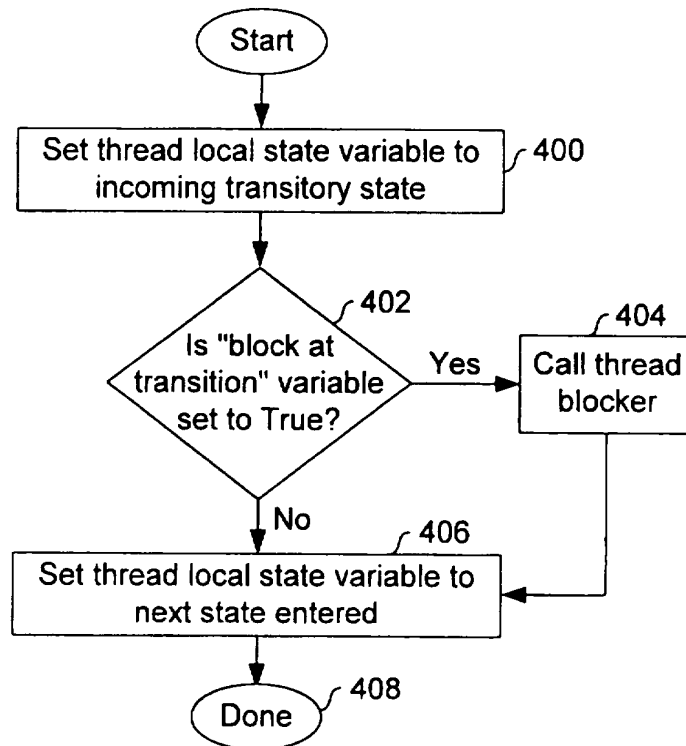 Start
Set thread local state variable to
incoming transitory state
400
402
Is "block at
transition" variable
set to True?
Yes
404
Call thread
blocker
No
406
Set thread local state variable to
next state entered
Done
408